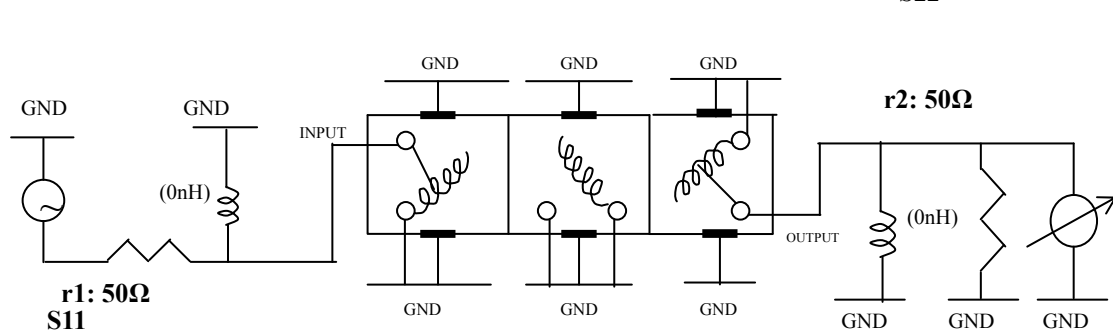 GND GND GND
r2: 50Ω
GND GND
INPUT
(0nH) (0nH)
OUTPUT
r1: 50Ω
S11
GND GND GND
GND GND GND